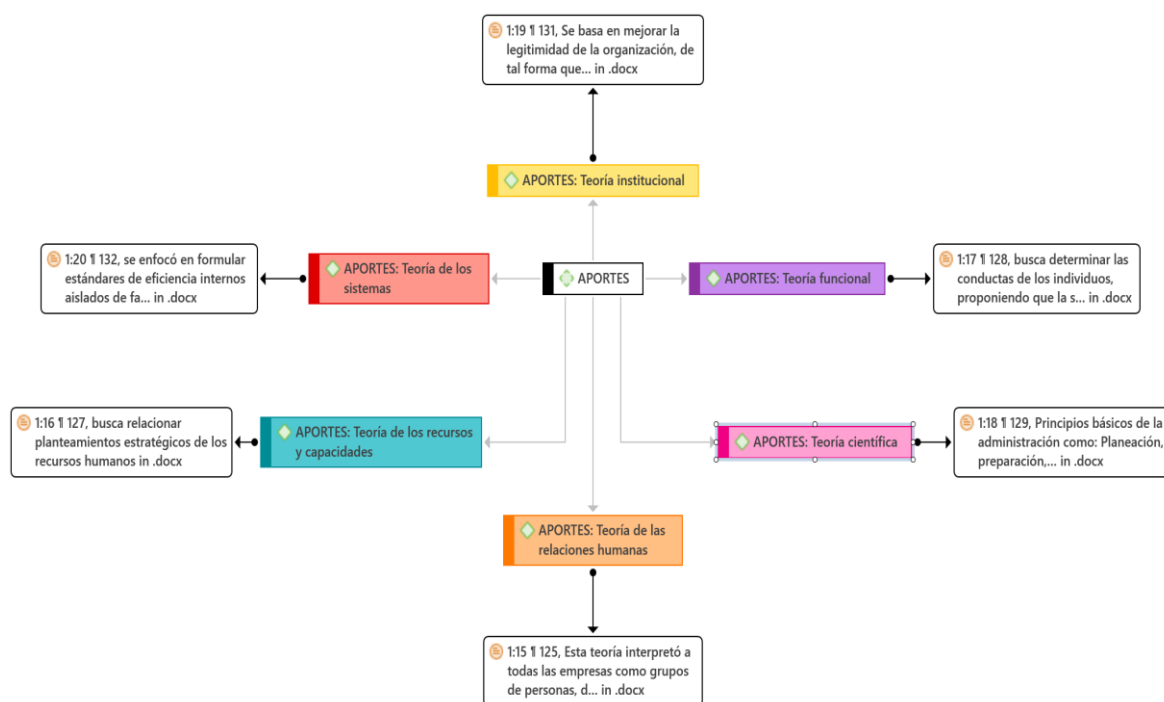 1:19 ¶ 131, Se basa en mejorar la
legitimidad de la organización, de
tal forma que... in .docx
APORTES: Teoría institucional
1:20 ¶ 132, se enfocó en formular
estándares de eficiencia internos
aislados de fa... in .docx
APORTES: Teoría de los
sistemas
APORTES
APORTES: Teoría funcional
1:17 ¶ 128, busca determinar las
conductas de los individuos,
proponiendo que la s... in .docx
1:16 ¶ 127, busca relacionar
planteamientos estratégicos de los
recursos humanos in .docx
APORTES: Teoría de los recursos
y capacidades
APORTES: Teoría científica
1:18 ¶ 129, Principios básicos de la
administración como: Planeación,
preparación,... in .docx
APORTES: Teoría de las
relaciones humanas
1:15 ¶ 125, Esta teoría interpretó a
todas las empresas como grupos
de personas, d... in .docx